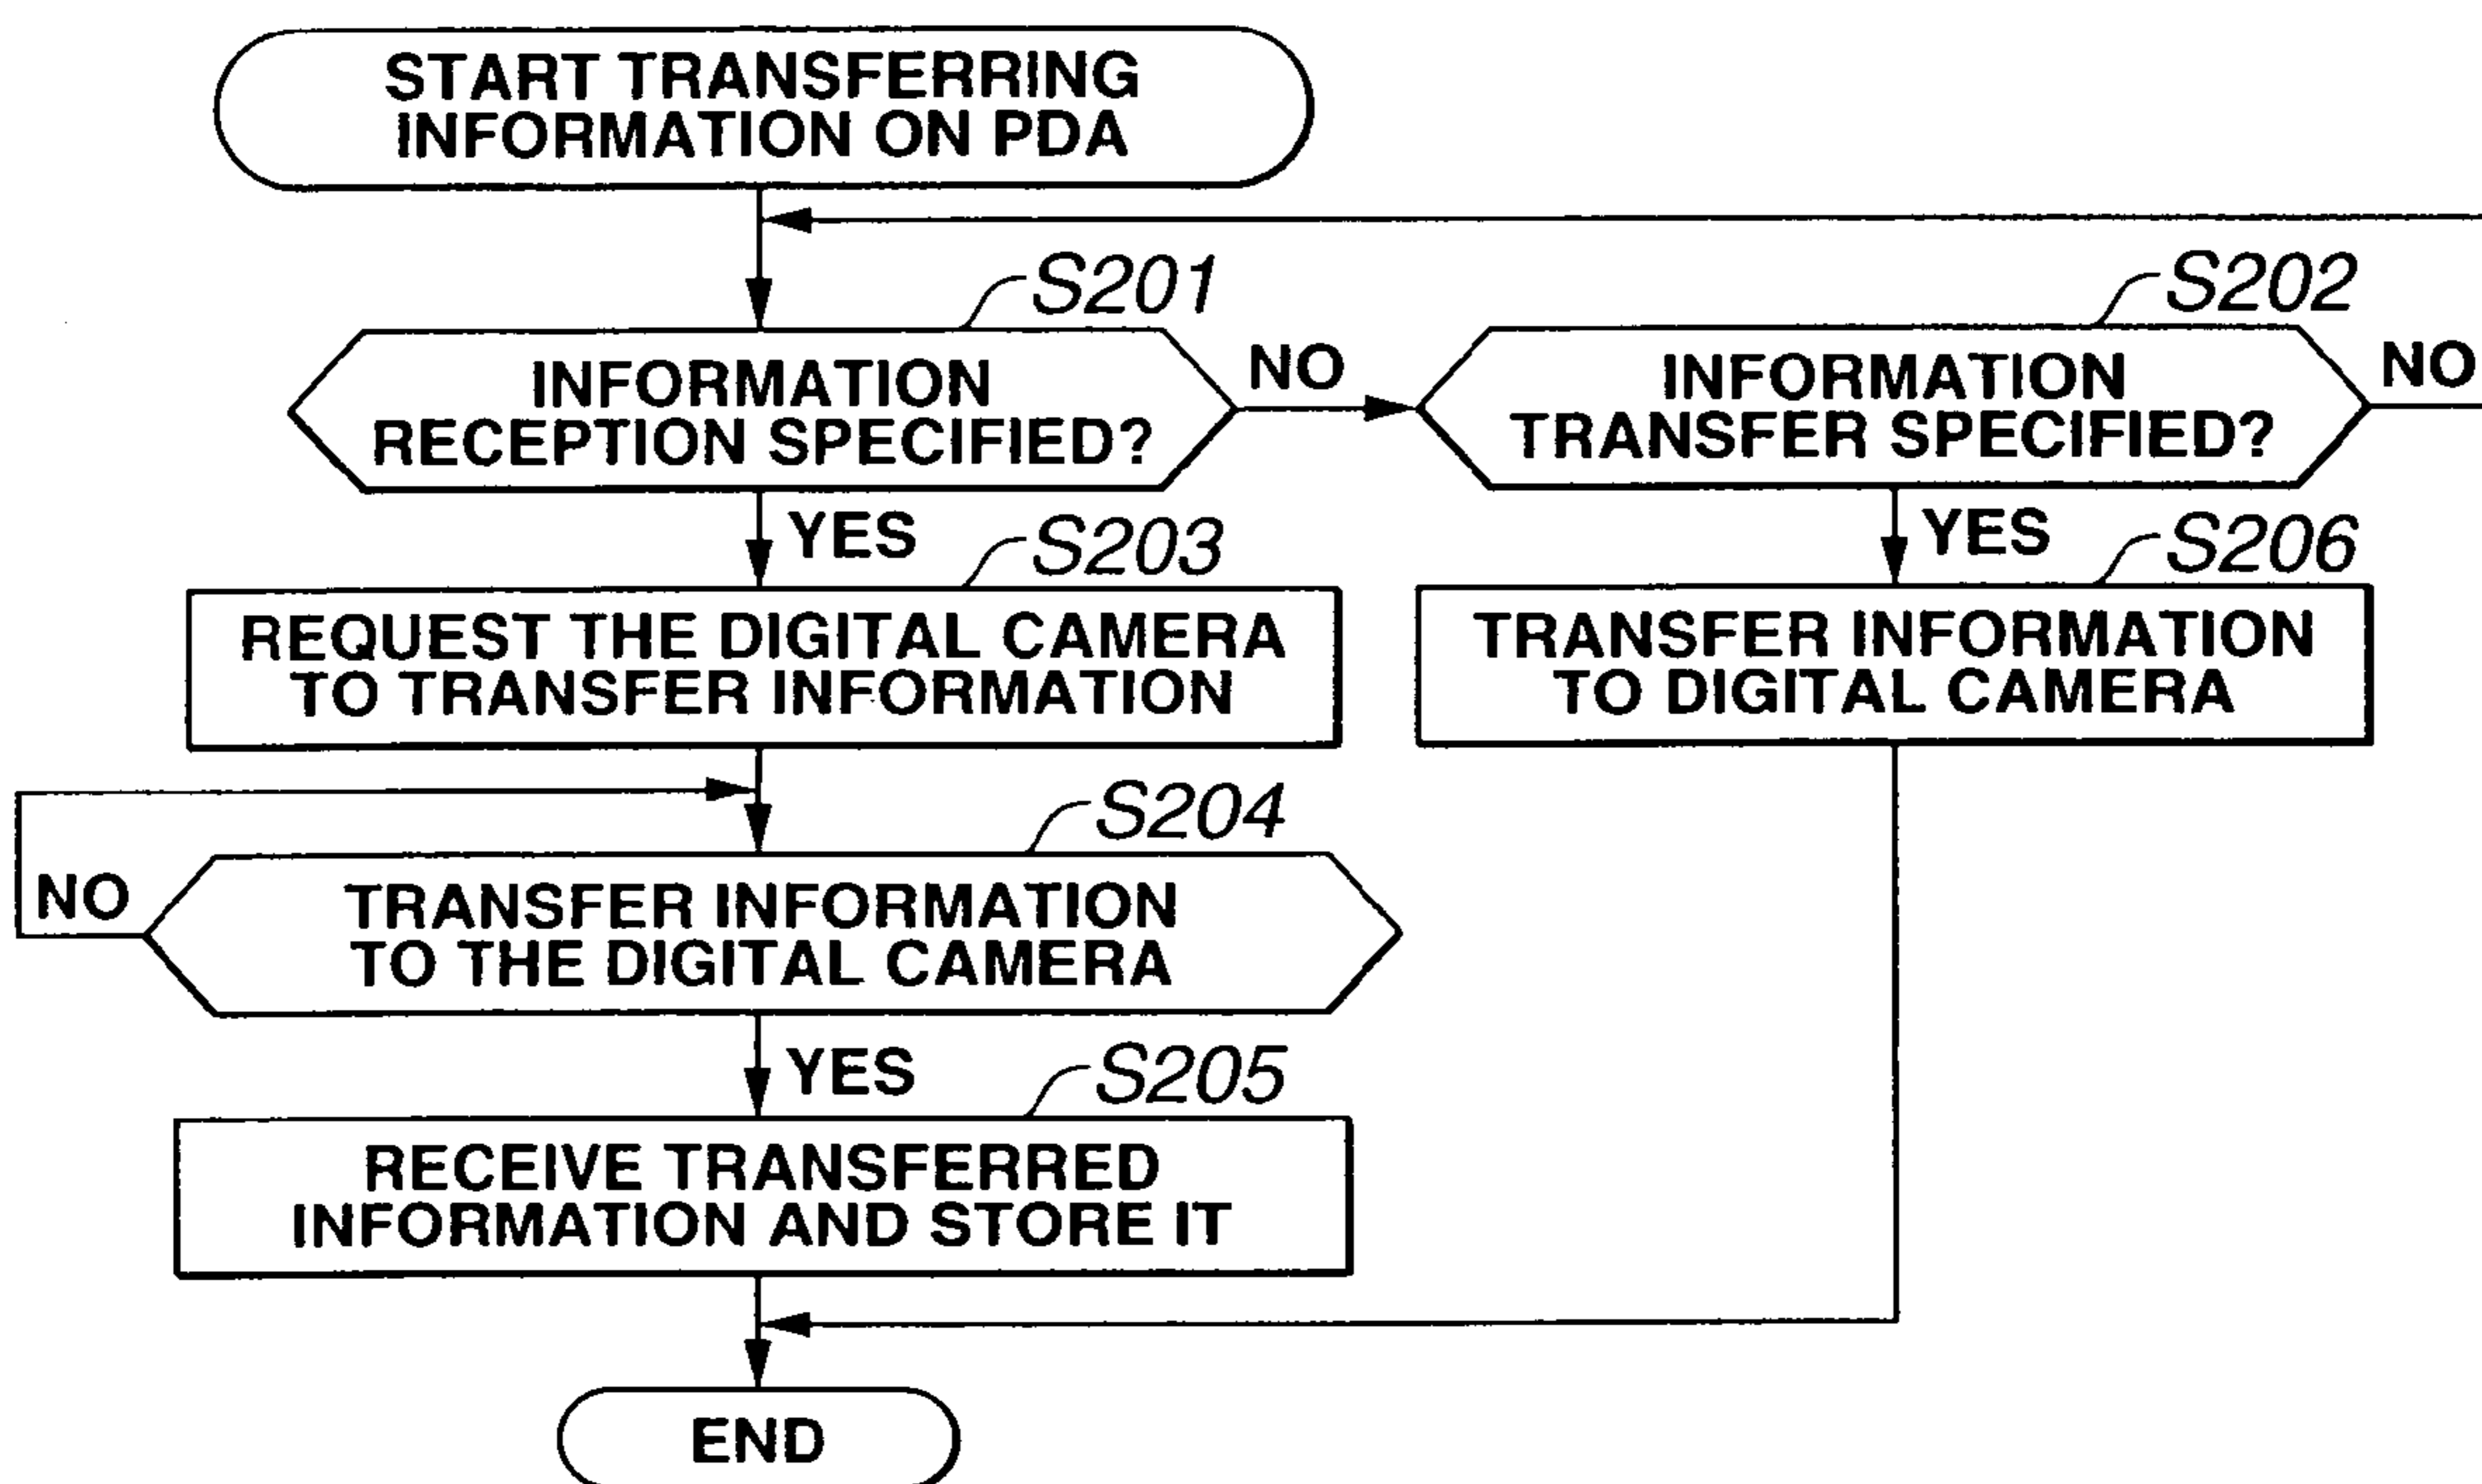 START TRANSFERRING
INFORMATION ON PDA
S201
INFORMATION
RECEPTION SPECIFIED?
NO
S202
INFORMATION
TRANSFER SPECIFIED?
NO
YES
S203
REQUEST THE DIGITAL CAMERA
TO TRANSFER INFORMATION
YES
S206
TRANSFER INFORMATION
TO DIGITAL CAMERA
S204
NO
TRANSFER INFORMATION
TO THE DIGITAL CAMERA
YES
S205
RECEIVE TRANSFERRED
INFORMATION AND STORE IT
END